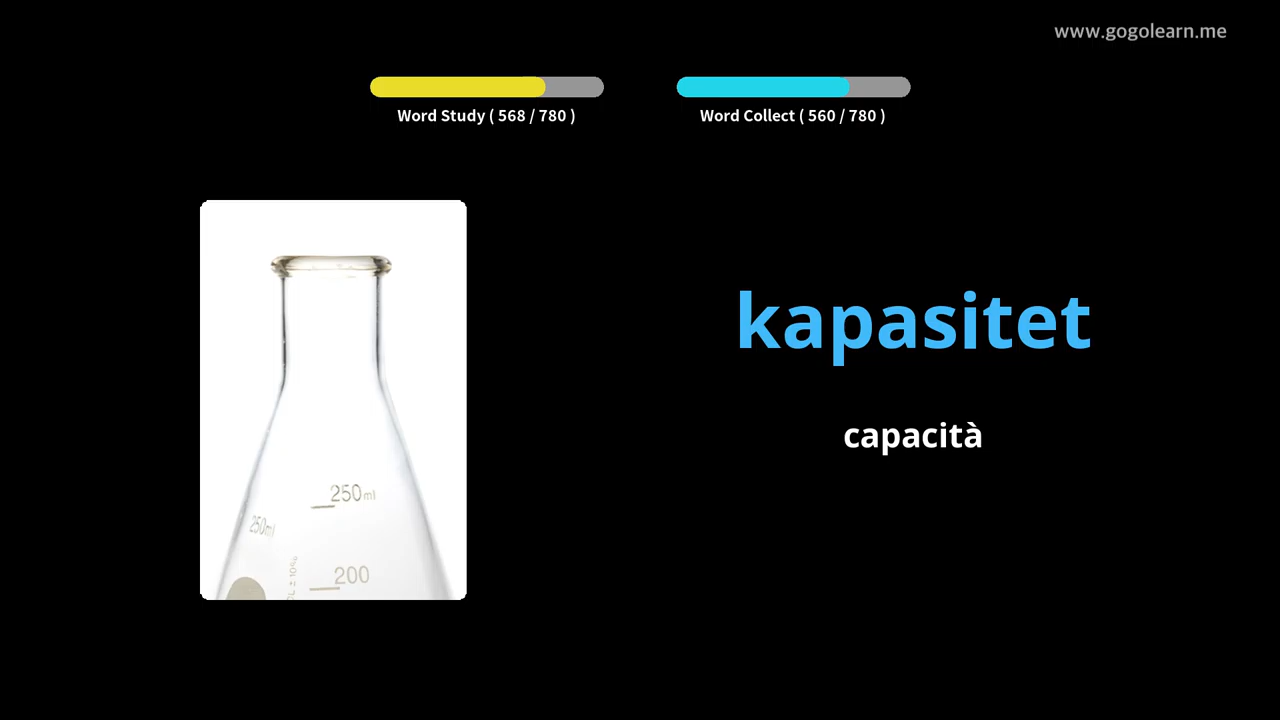 www.gogolearn.me
Word Study ( 568 / 780 )
Word Collect ( 560 / 780 )
kapasitet
capacità
250ml
250ml
200